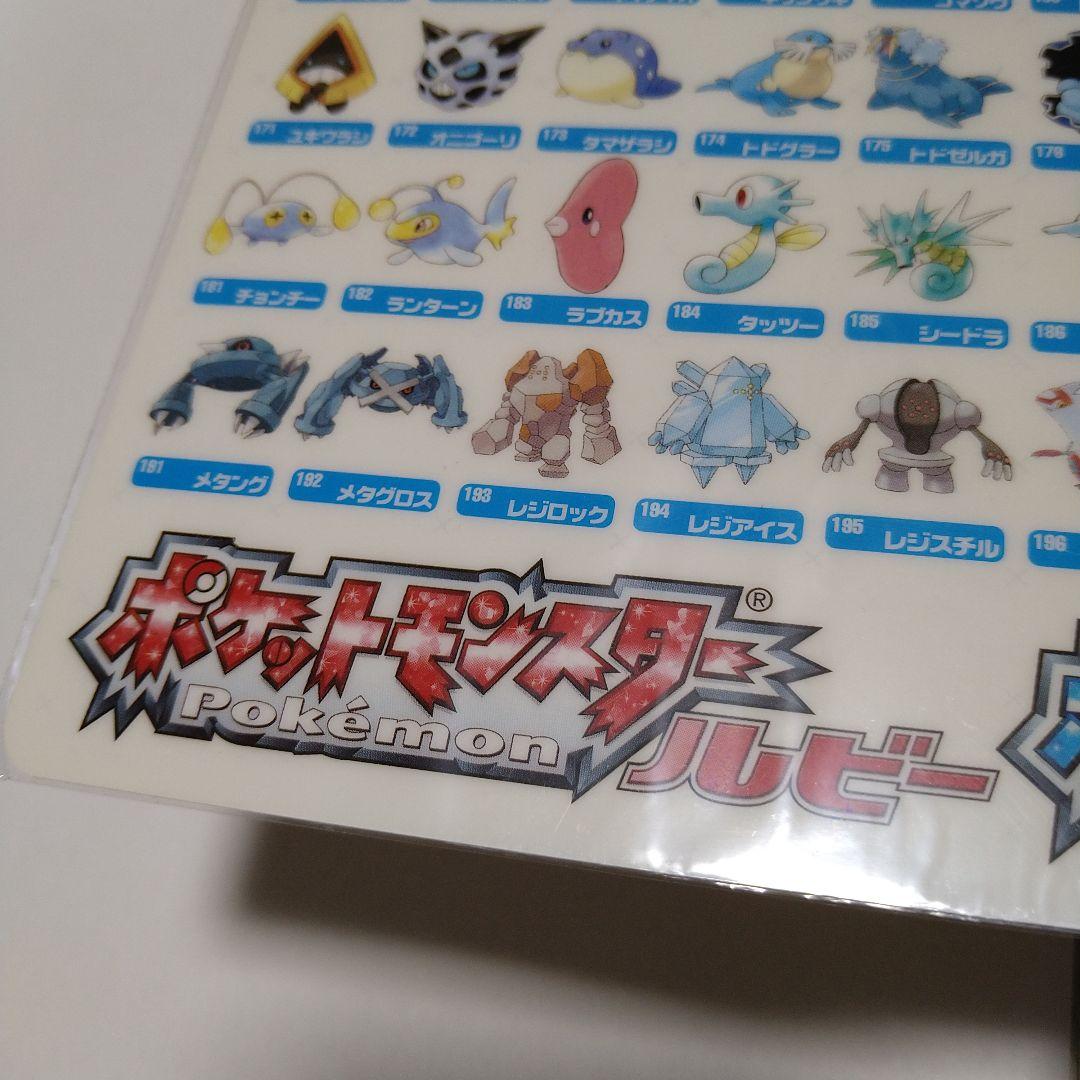 171 ユキワラシ 172 オニゴーリ 173 タマザラシ 174 トドグラー 175 トドゼルガ 176
181 チョンチー 182 ランターン 183 ラブカス 184 タッツー 185 シードラ 186
191 メタング 192 メタグロス 193 レジロック 194 レジアイス 195 レジスチル 196
ポケットモンスター ®
Pokémon ルビー